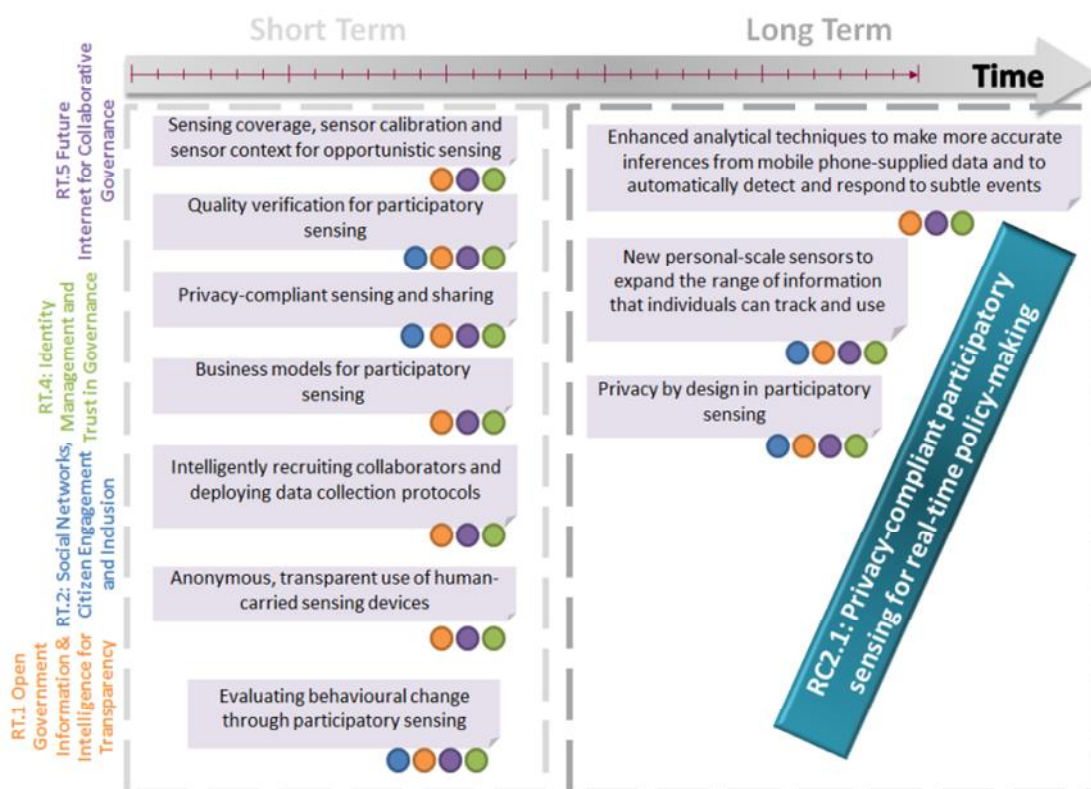 Short Term
Long Term
Time
RT.5 Future
Internet for Collaborative
Governance
RT.4: Identity
Management and
Trust in Governance
RT.2: Social Networks,
Citizen Engagement
and Indusion
RT.1 Open
Government
Information &
Intelligence for
Transparency
Sensing coverage, sensor calibration and
sensor context for opportunistic sensing
Quality verification for participatory
sensing
Privacy-compliant sensing and sharing
Business models for participatory
sensing
Intelligently recruiting collaborators and
deploying data collection protocols
Anonymous, transparent use of human-
carried sensing devices
Evaluating behavioural change
through participatory sensing
Enhanced analytical techniques to make more accurate
inferences from mobile phone-supplied data and to
automatically detect and respond to subtle events
New personal-scale sensors to
expand the range of information
that individuals can track and use
Privacy by design in participatory
sensing
RC2.1: Privacy-compliant participatory
sensing for real-time policy-making